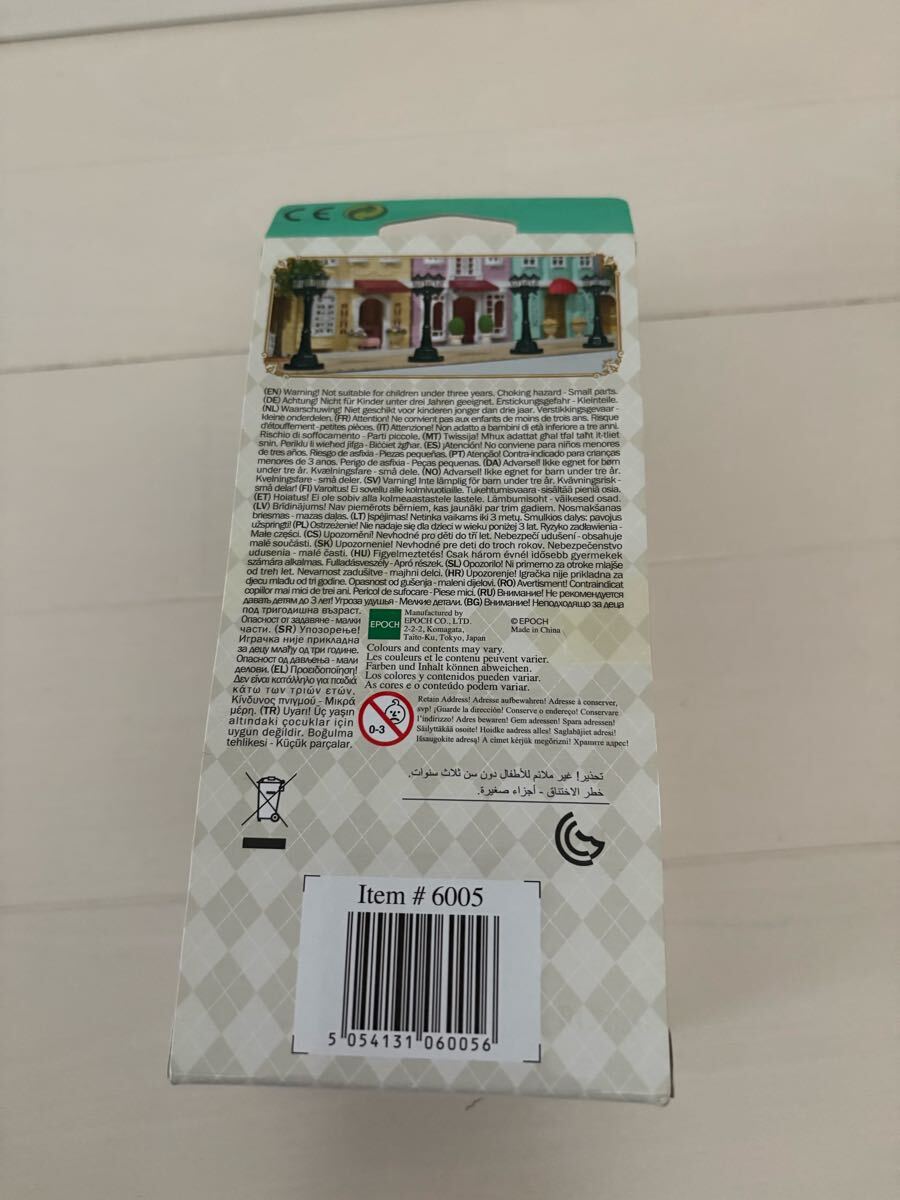 CE
(EN) Warning! Not suitable for children under three years. Choking hazard - Small parts.
(DE) Achtung! Nicht für Kinder unter drei Jahren geeignet. Erstickungsgefahr - Kleinteile.
(NL) Waarschuwing! Niet geschikt voor kinderen jonger dan drie jaar. Verstikkingsgevaar -
kleine onderdelen. (FR) Attention! Ne convient pas aux enfants de moins de trois ans. Risque
d'étouffement - petites pièces. (IT) Attenzione! Non adatto a bambini di età inferiore a tre anni.
Rischio di soffocamento - Parti piccole. (MT) Twissija! Mhux adattat għal tfal taħt it-tliet
snin. Periklu li wieħed jifga - Biċċiet żgħar. (ES) ¡Atención! No conviene para niños menores
de tres años. Riesgo de asfixia - Piezas pequeñas. (PT) Atenção! Contra-indicado para crianças
menores de 3 anos. Perigo de asfixia - Peças pequenas. (DA) Advarsel! Ikke egnet for børn
under tre år. Kvælningsfare - små dele. (NO) Advarsel! Ikke egnet for barn under tre år.
Kvelningsfare - små deler. (SV) Varning! Inte lämplig för barn under tre år. Kvävningsrisk -
små delar! (FI) Varoitus! Ei sovellu alle kolmivuotiaille. Tukehtumisvaara - sisältää pieniä osia.
(ET) Hoiatus! Ei ole sobiv alla kolmeaastastele lastele. Lämbumisoht - väikesed osad.
(LV) Brīdinājums! Nav piemērots bērniem, kas jaunāki par trim gadiem. Nosmakšanas
briesmas - mazas daļas. (LT) Įspėjimas! Netinka vaikams iki 3 metų. Smulkios dalys: pavojus
užspringti! (PL) Ostrzeżenie! Nie nadaje się dla dzieci w wieku poniżej 3 lat. Ryzyko zadławienia -
Małe części. (CS) Upozornění! Nevhodné pro děti do tří let. Nebezpečí udušení - obsahuje
malé součásti. (SK) Upozornenie! Nevhodné pre deti do troch rokov. Nebezpečenstvo
udusenia - malé časti. (HU) Figyelmeztetés! Csak három évnél idősebb gyermekek
számára alkalmas. Fulladásveszély - Apró részek. (SL) Opozorilo! Ni primerno za otroke mlajše
od treh let. Nevarnost zadušitve - majhni delci. (HR) Upozorenje! Igračka nije prikladna za
djecu mlađu od tri godine. Opasnost od gušenja - maleni dijelovi. (RO) Avertisment! Contraindicat
copiilor mai mici de trei ani. Pericol de sufocare - Piese mici. (RU) Внимание! Не рекомендуется
давать детям до 3 лет! Угроза удушья - Мелкие детали. (BG) Внимание! Неподходящо за деца
под тригодишна възраст.
Опасност от задавяне - малки
части. (SR) Упозорење!
Играчка није прикладна
за децу млађу од три године.
Опасност од дављења - мали
делови. (EL) Προειδοποίηση!
Δεν είναι κατάλληλο για παιδιά
κάτω των τριών ετών.
Κίνδυνος πνιγμού - Μικρά
μέρη. (TR) Uyarı! Üç yaşın
altındaki çocuklar için
uygun değildir. Boğulma
tehlikesi - Küçük parçalar.
EPOCH
Manufactured by
EPOCH CO., LTD.
2-2-2, Komagata,
Taito-Ku, Tokyo, Japan
© EPOCH
Made in China
Colours and contents may vary.
Les couleurs et le contenu peuvent varier.
Farben und Inhalt können abweichen.
Los colores y contenidos pueden variar.
As cores e o conteúdo podem variar.
0-3
Retain Address! Adresse aufbewahren! Adresse à conserver,
svp! ¡Guarde la dirección! Conserve o endereço! Conservare
l'indirizzo! Adres bewaren! Gem adressen! Spara adressen!
Säilyttäkää osoite! Hoidke aadress alles! Saglabājiet adresi!
Išsaugokite adresą! A címet kérjük megőrizni! Храните адрес!
تحذير! غير ملائم للأطفال دون سن ثلاث سنوات.
خطر الاختناق - أجزاء صغيرة.
Item # 6005
5 054131 060056